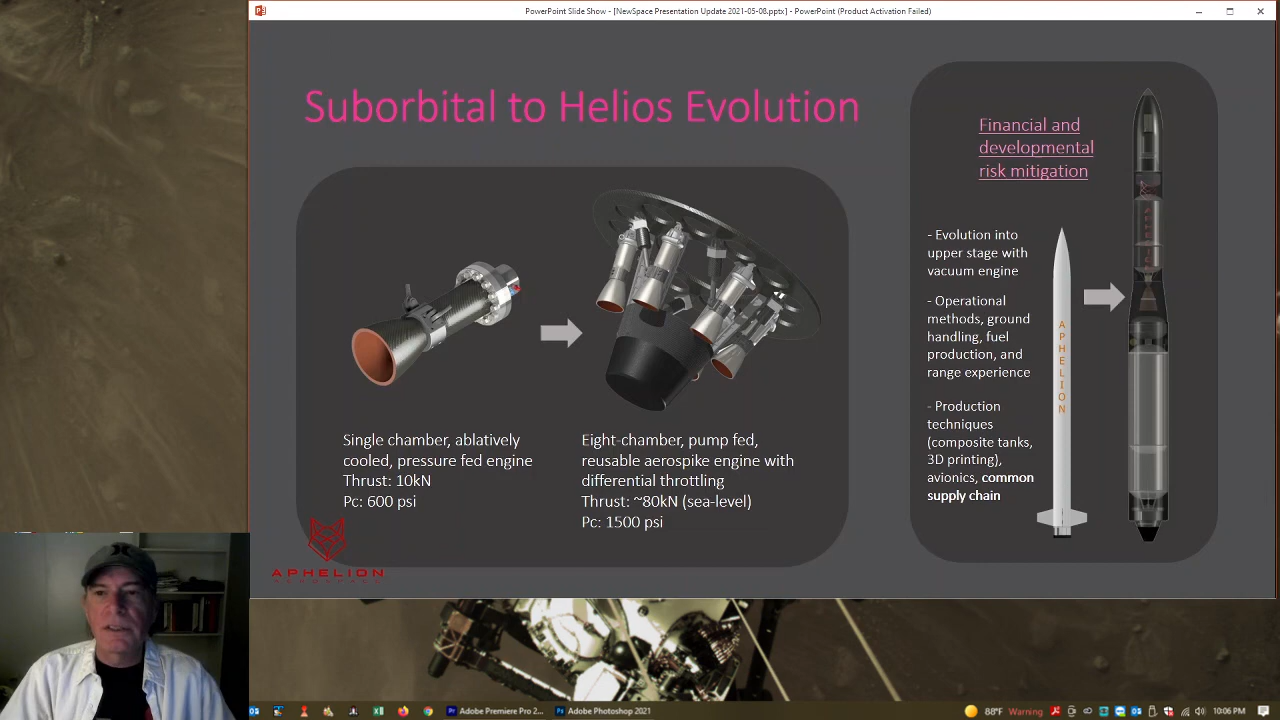 PowerPoint Slide Show - [NewSpace Presentation Update 2021-05-08.pptx] - PowerPoint (Product Activation Failed)
Suborbital to Helios Evolution
Financial and
developmental
risk mitigation
- Evolution into
upper stage with
vacuum engine
- Operational
methods, ground
handling, fuel
production, and
range experience
- Production
techniques
(composite tanks,
3D printing),
avionics, common
supply chain
APHELION
Single chamber, ablatively
cooled, pressure fed engine
Thrust: 10kN
Pc: 600 psi
Eight-chamber, pump fed,
reusable aerospike engine with
differential throttling
Thrust: ~80kN (sea-level)
Pc: 1500 psi
APHELION
AEROSPACE
Adobe Premiere Pro 2...
Adobe Photoshop 2021
88°F Warning
10:06 PM